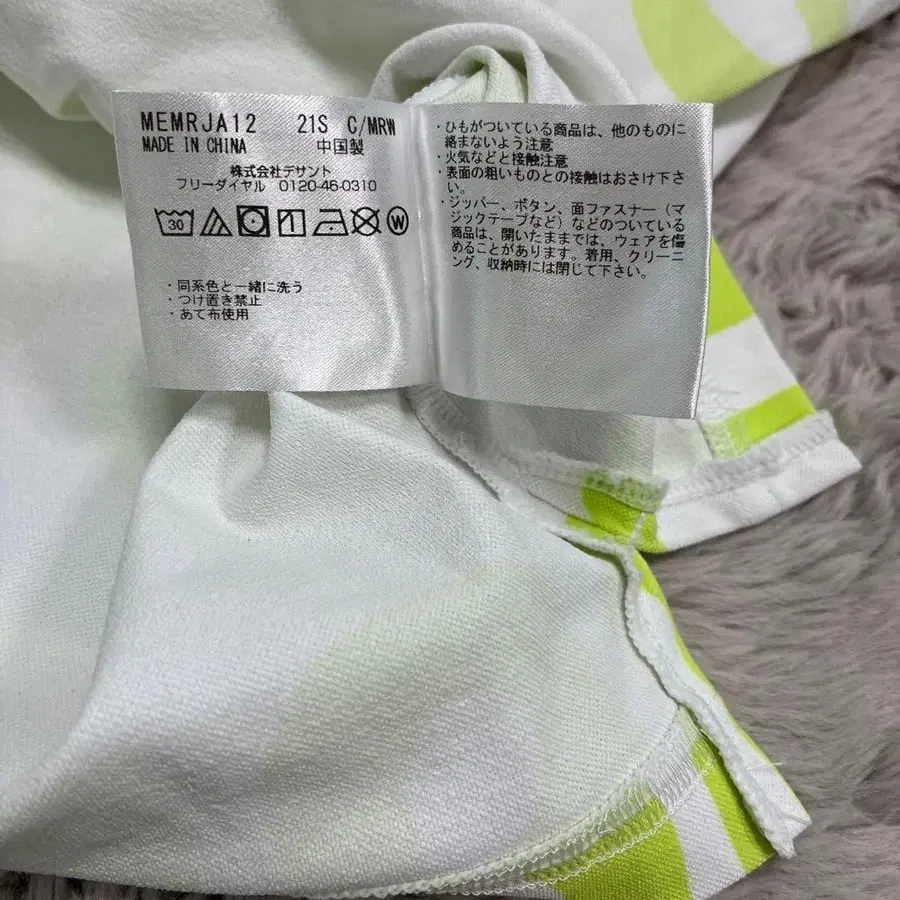 MEMRJA12 21S C/MRW
MADE IN CHINA 中国製
株式会社デサント
フリーダイヤル 0120-46-0310
30 W
・同系色と一緒に洗う
・つけ置き禁止
・あて布使用
・ひもがついている商品は、他のものに
絡まないよう注意
・火気などと接触注意
・表面の粗いものとの接触はおさけ下さ
い。
・ジッパー、ボタン、面ファスナー（マ
ジックテープなど）などのついている
商品は、開いたままでは、ウェアを傷
めることがあります。着用、クリーニ
ング、収納時には閉じて下さい。